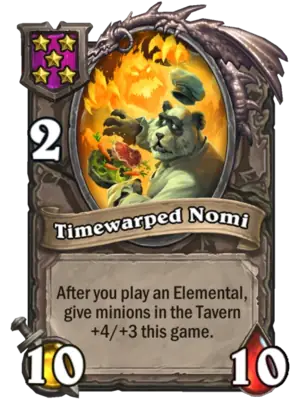 2
Timewarped Nomi
After you play an Elemental,
give minions in the Tavern
+4/+3 this game.
10
10